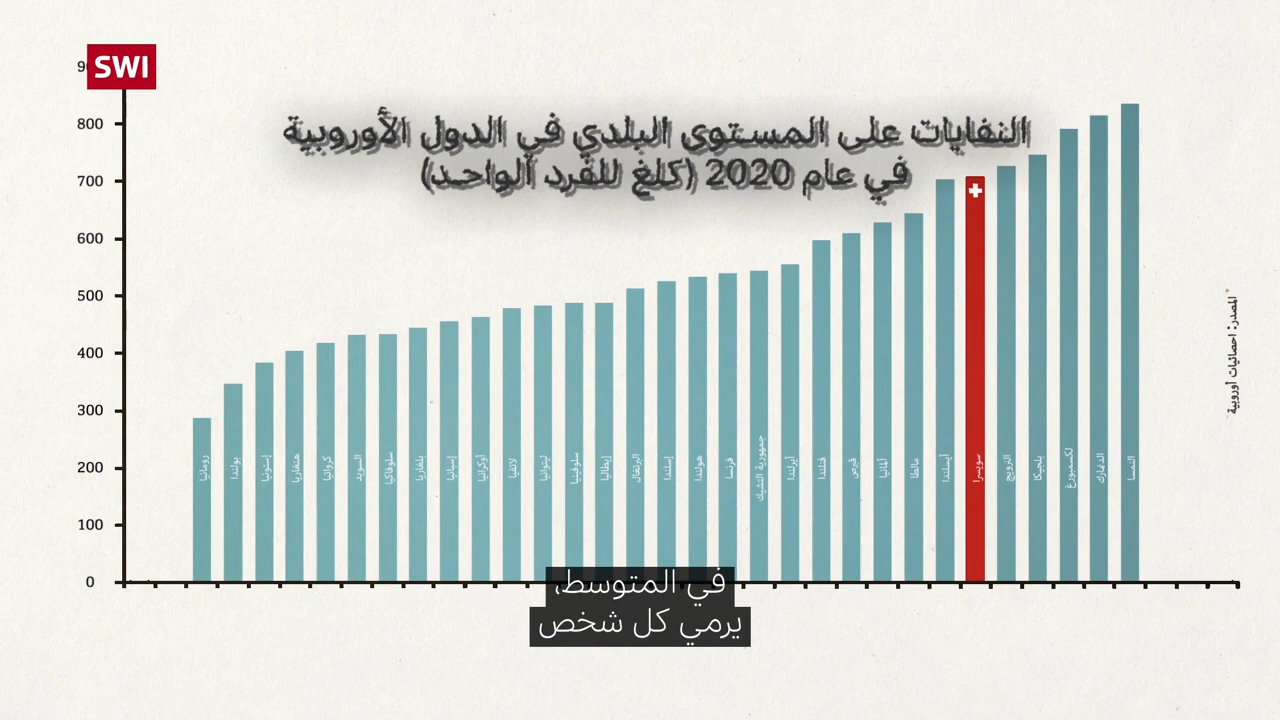 SWI
النفايات على المستوى البلدي في الدول الأوروبية
في عام 2020 (كلغ للفرد الواحد)
800
700
600
500
400
300
200
100
0
رومانيا
بولندا
إستونيا
هنغاريا
كرواتيا
السويد
سلوفاكيا
بلغاريا
إسبانيا
أوكرانيا
لاتفيا
ليتوانيا
سلوفينيا
إيطاليا
البرتغال
إسلندا
هولندا
فرنسا
جمهورية التشيك
أيرلندا
فنلندا
قبرص
ألمانيا
مالطا
أيسلندا
سويسرا
النرويج
بلجيكا
لكسمبورغ
الدنمارك
النمسا
المصدر: احصائيات أوروبية
في المتوسط،
يرمي كل شخص